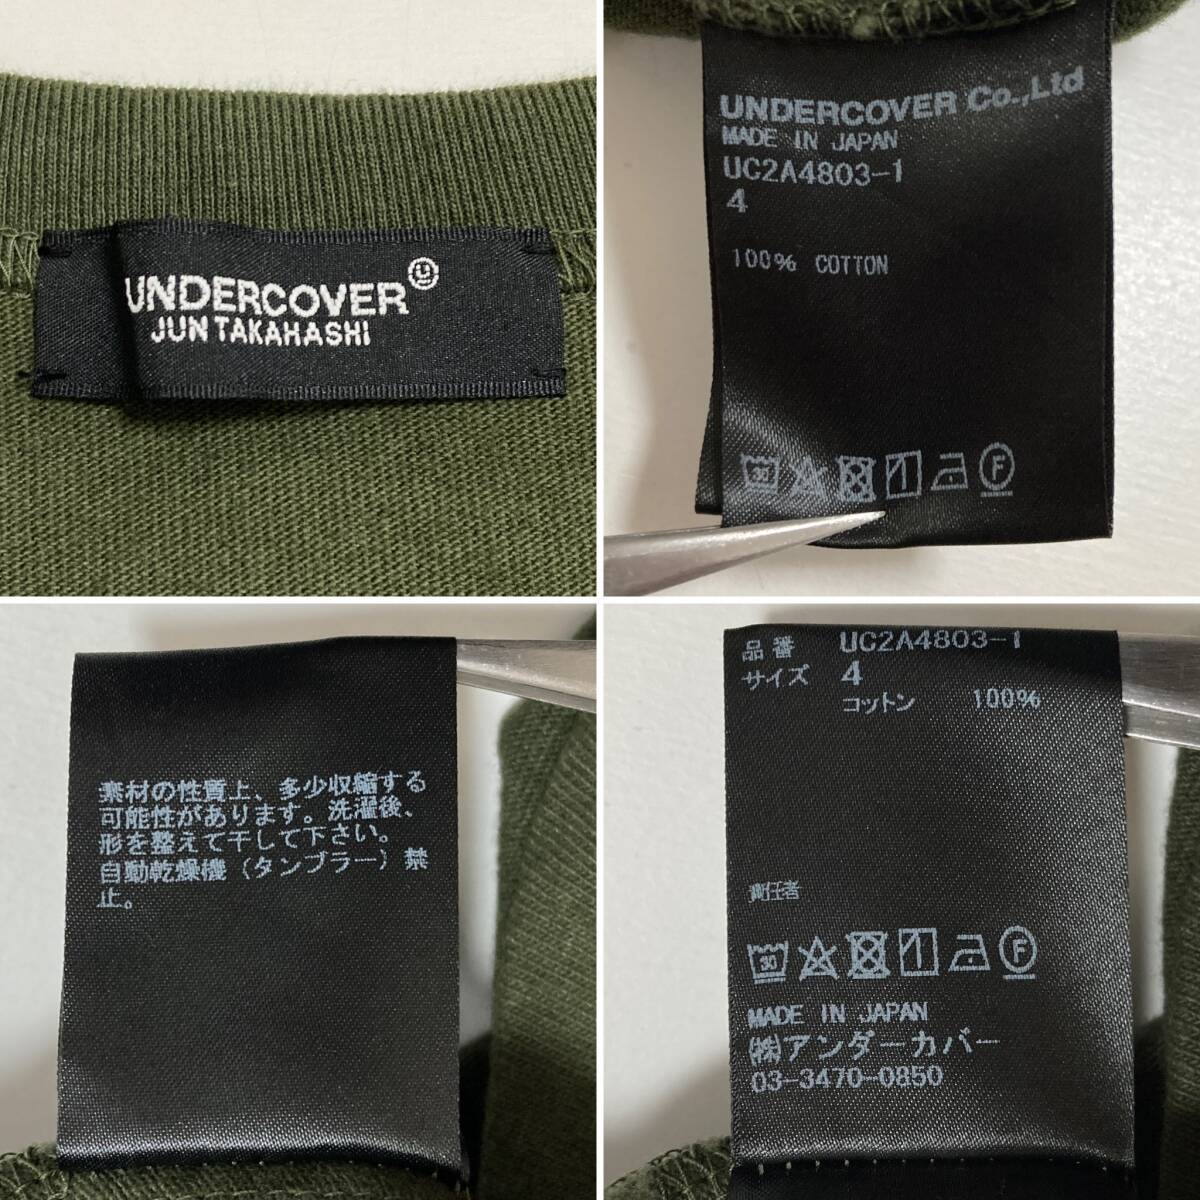 UNDERCOVER
JUN TAKAHASHI
UNDERCOVER Co.,Ltd
MADE IN JAPAN
UC2A4803-1
4
100% COTTON
30
F
素材の性質上、多少収縮する
可能性があります。洗濯後、
形を整えて干して下さい。
自動乾燥機(タンブラー)禁
止。
品番 UC2A4803-1
サイズ 4
コットン 100%
責任者
30
F
MADE IN JAPAN
㈱アンダーカバー
03-3470-0850